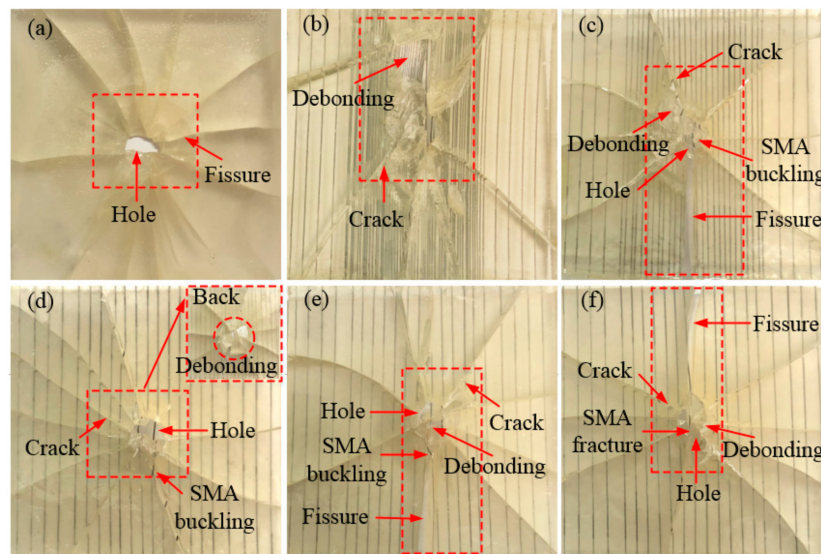 (a)
Fissure
Hole
(b)
Debonding
Crack
(c)
Crack
Debonding
SMA
buckling
Hole
Fissure
(d)
Back
Debonding
Crack
Hole
SMA
buckling
(e)
Hole
Crack
SMA
buckling
Debonding
Fissure
(f)
Fissure
Crack
SMA
fracture
Debonding
Hole